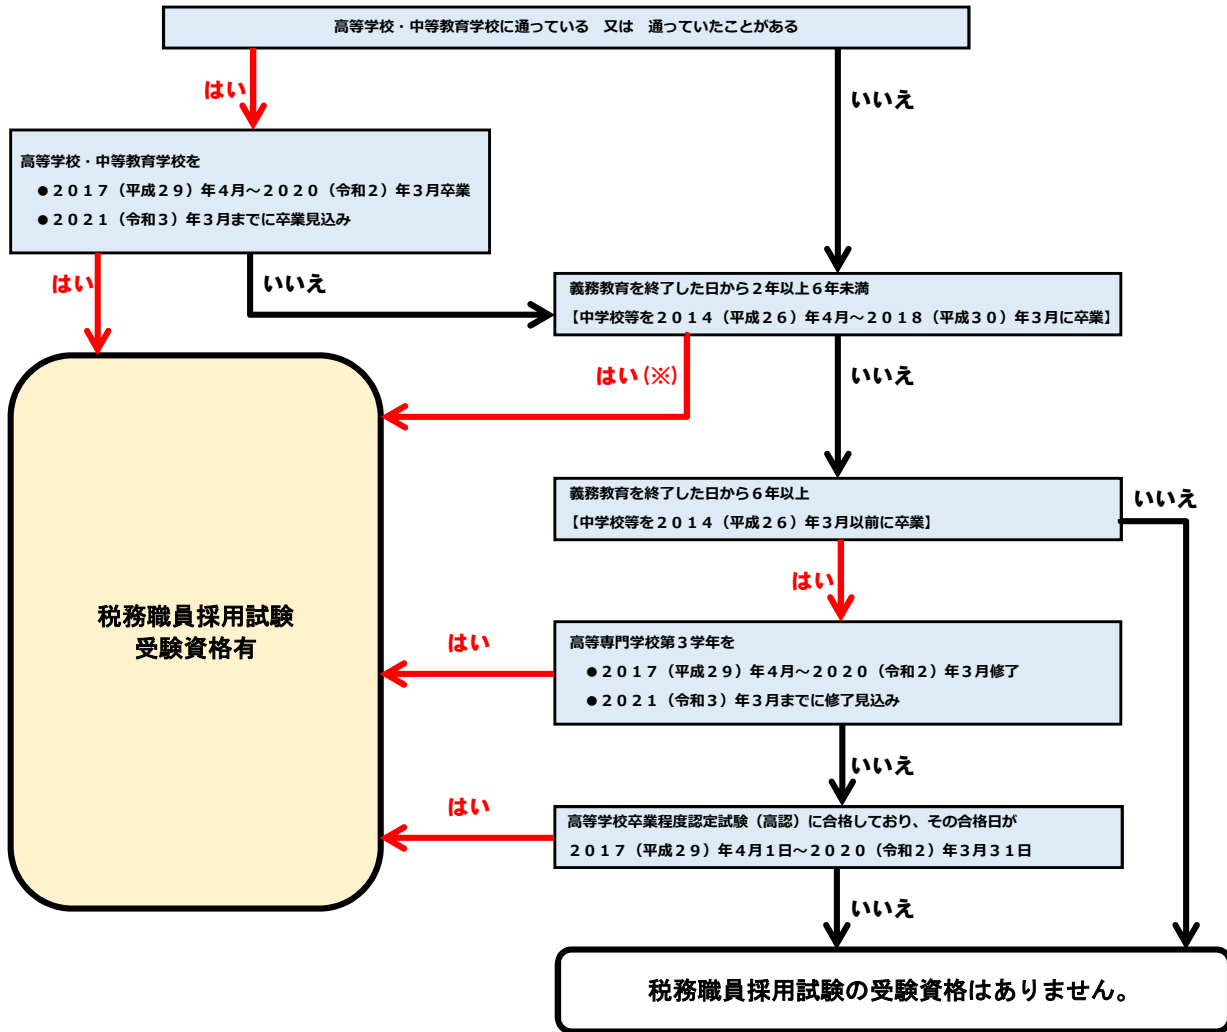 高等学校・中等教育学校に通っている　又は　通っていたことがある
はい
いいえ
高等学校・中等教育学校を
●２０１７（平成２９）年４月～２０２０（令和２）年３月卒業
●２０２１（令和３）年３月までに卒業見込み
はい
いいえ
義務教育を終了した日から２年以上６年未満
【中学校等を２０１４（平成２６）年４月～２０１８（平成３０）年３月に卒業】
はい(※)
いいえ
義務教育を終了した日から６年以上
【中学校等を２０１４（平成２６）年３月以前に卒業】
いいえ
はい
税務職員採用試験
受験資格有
高等専門学校第３学年を
●２０１７（平成２９）年４月～２０２０（令和２）年３月修了
●２０２１（令和３）年３月までに修了見込み
はい
いいえ
高等学校卒業程度認定試験（高認）に合格しており、その合格日が
２０１７（平成２９）年４月１日～２０２０（令和２）年３月３１日
はい
いいえ
税務職員採用試験の受験資格はありません。